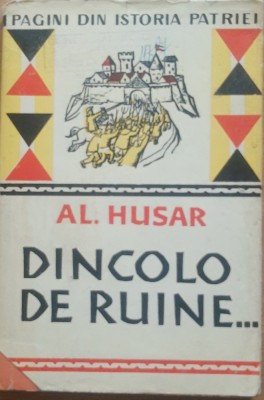 PAGINI DIN ISTORIA PATRIEI
AL. HUSAR
DINCOLO
DE RUINE...